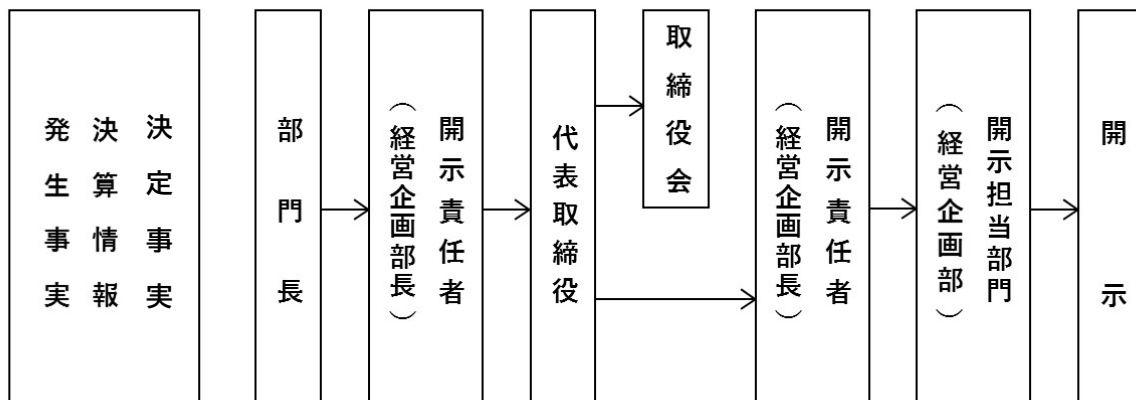 決定事実
決算情報
発生事実
部門長
開示責任者
（経営企画部長）
代表取締役
取締役会
開示責任者
（経営企画部長）
開示担当部門
（経営企画部）
開示